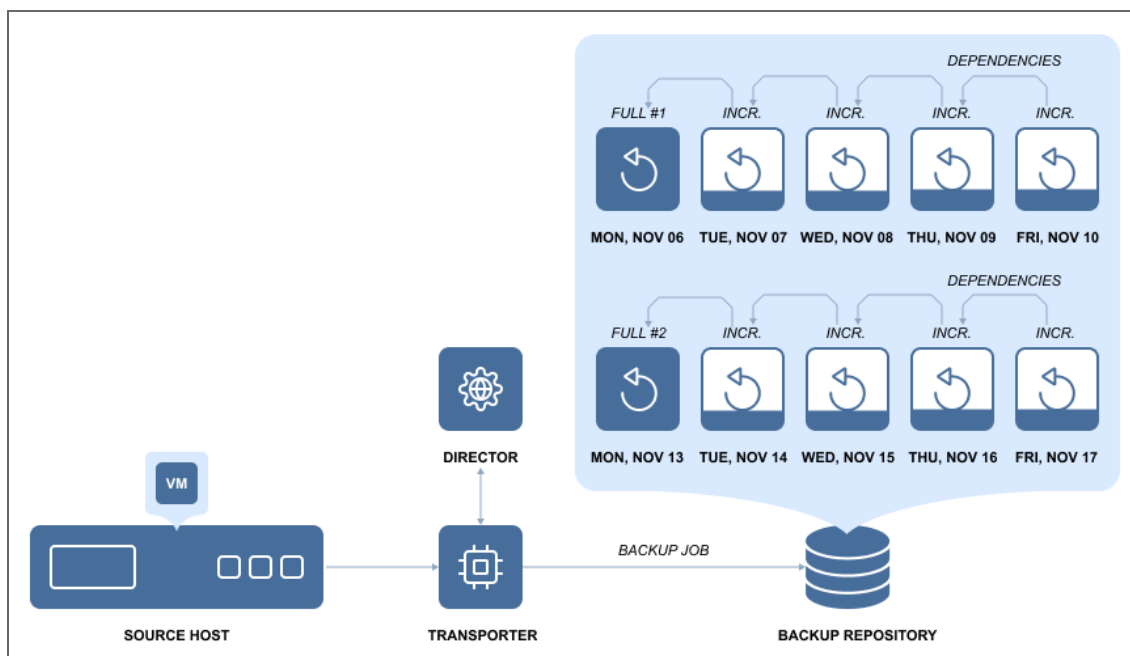 DEPENDENCIES
FULL #1 INCR. INCR. INCR. INCR.
MON, NOV 06 TUE, NOV 07 WED, NOV 08 THU, NOV 09 FRI, NOV 10
DEPENDENCIES
FULL #2 INCR. INCR. INCR. INCR.
MON, NOV 13 TUE, NOV 14 WED, NOV 15 THU, NOV 16 FRI, NOV 17
DIRECTOR
VM
BACKUP JOB
SOURCE HOST TRANSPORTER BACKUP REPOSITORY